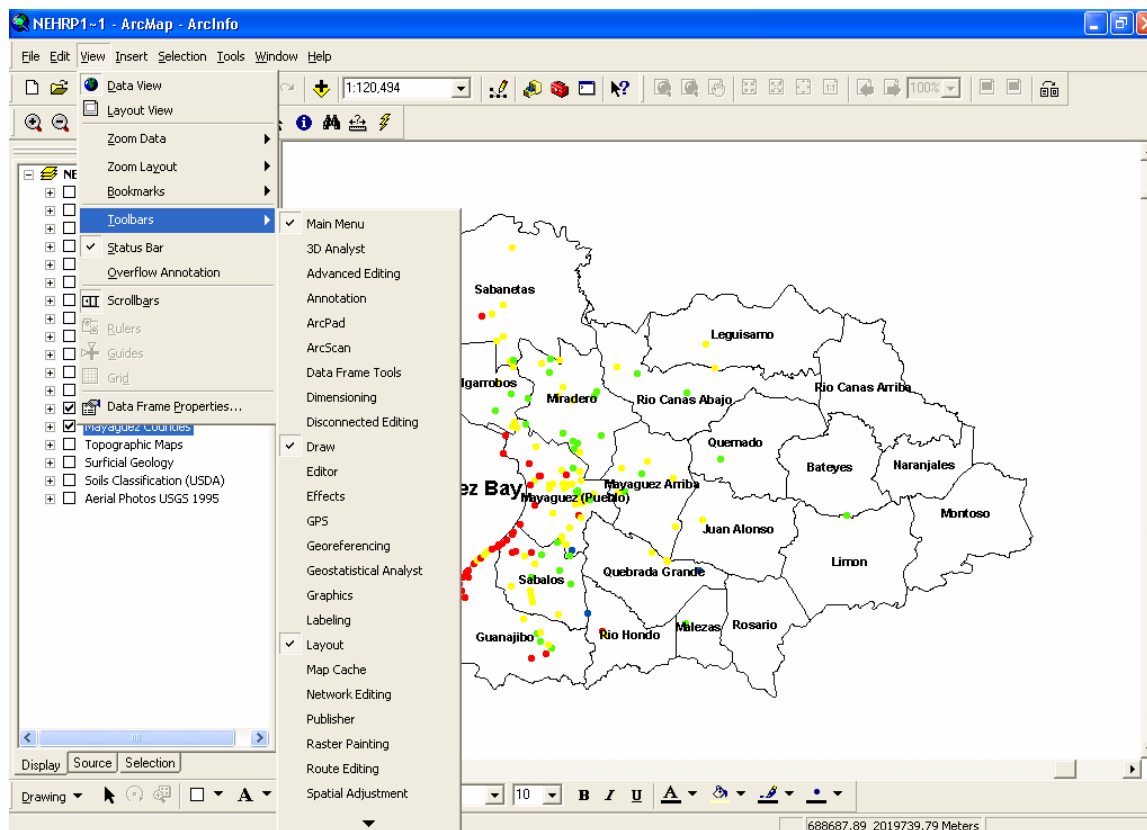 NEHRP1~1 - ArcMap - ArcInfo
File Edit View Insert Selection Tools Window Help
1:120,494
100%
Data View
Layout View
Zoom Data
Zoom Layout
Bookmarks
Toolbars
Status Bar
Overflow Annotation
Scrollbars
Rulers
Guides
Grid
Data Frame Properties...
NE
Mayaguez Counties
Topographic Maps
Surficial Geology
Soils Classification (USDA)
Aerial Photos USGS 1995
Main Menu
3D Analyst
Advanced Editing
Annotation
ArcPad
ArcScan
Data Frame Tools
Dimensioning
Disconnected Editing
Draw
Editor
Effects
GPS
Georeferencing
Geostatistical Analyst
Graphics
Labeling
Layout
Map Cache
Network Editing
Publisher
Raster Painting
Route Editing
Spatial Adjustment
Sabanetas
Leguisamo
Rio Canas Arriba
lgarrobos
Miradero
Rio Canas Abajo
Quemado
Bateyes
Naranjales
ez Bay
Mayaguez (Pueblo)
Mayaguez Arriba
Montoso
Juan Alonso
Limon
Sabalos
Quebrada Grande
Guanajibo
Rio Hondo
Malezas
Rosario
Display Source Selection
Drawing
A
10
B I U A
688687.89 2019739.79 Meters